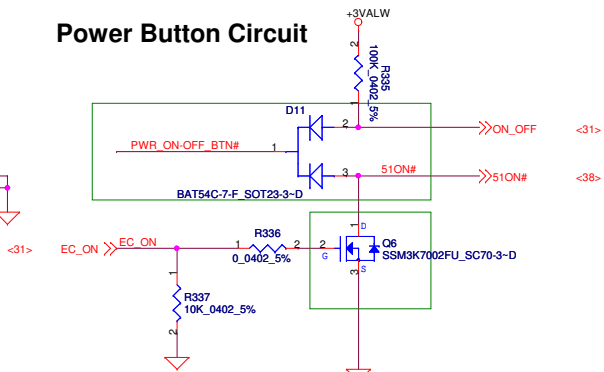 Power Button Circuit
+3VALW
2
R335
100K_0402_5%
1
D11
2
ON_OFF
<31>
PWR_ON-OFF_BTN#
1
3
51ON#
51ON#
<38>
BAT54C-7-F_SOT23-3~D
1
D
<31>
EC_ON
EC_ON
R336
1
2
0_0402_5%
2
G
Q6
SSM3K7002FU_SC70-3~D
3
S
1
R337
10K_0402_5%
2